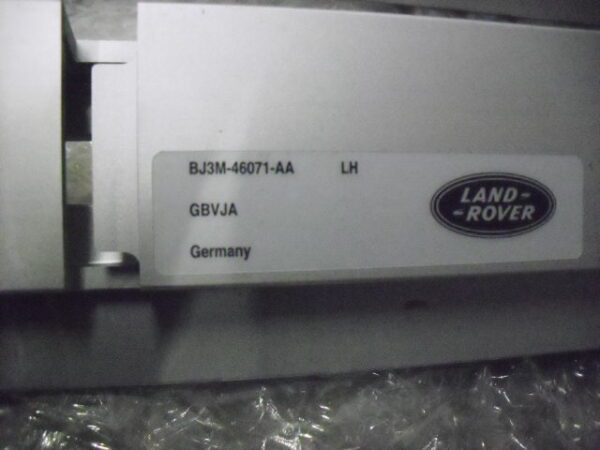 BJ3M-46071-AA LH
GBVJA
Germany
LAND-
-ROVER